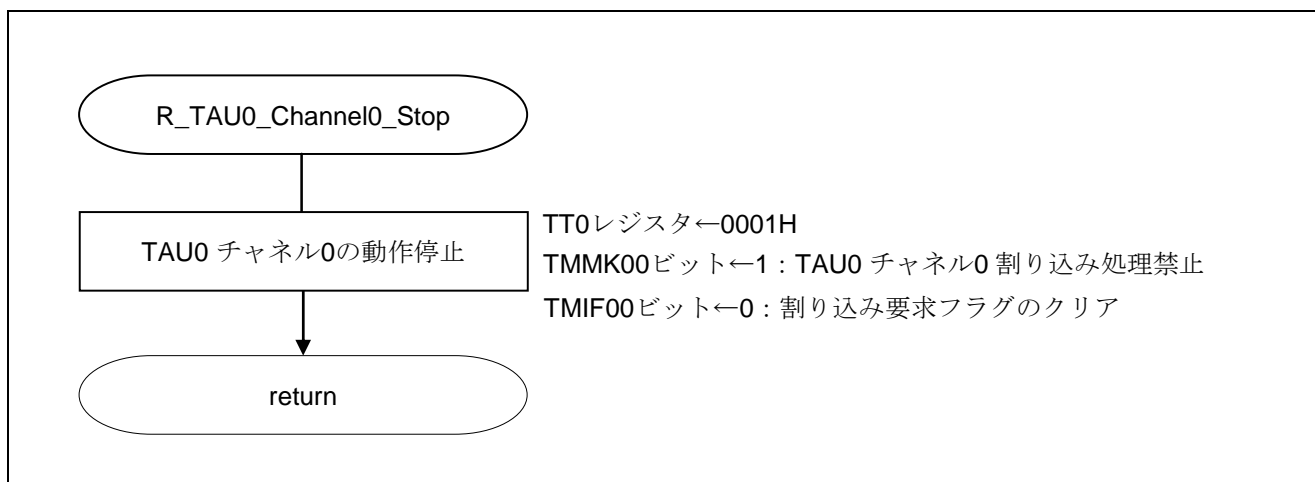 R_TAU0_Channel0_Stop
TAU0 チャネル0の動作停止
TT0レジスタ←0001H
TMMK00ビット←1：TAU0 チャネル0 割り込み処理禁止
TMIF00ビット←0：割り込み要求フラグのクリア
return